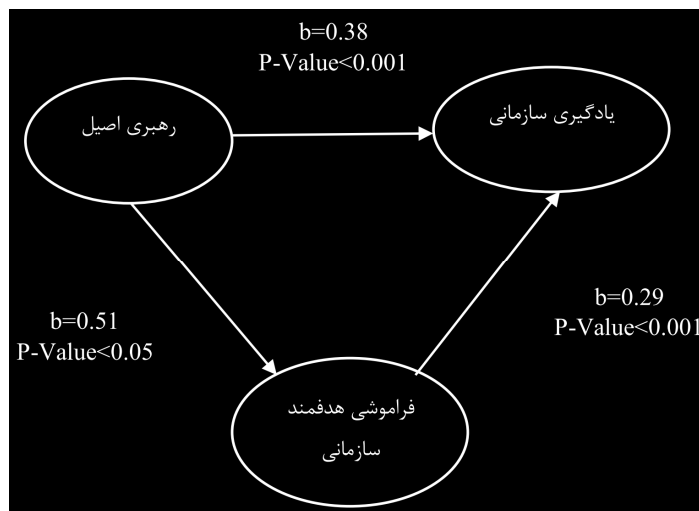 b=0.38
P-Value<0.001
یادگیری سازمانی
رهبری اصیل
b=0.51
P-Value<0.05
b=0.29
P-Value<0.001
فراموشی هدفمند
سازمانی